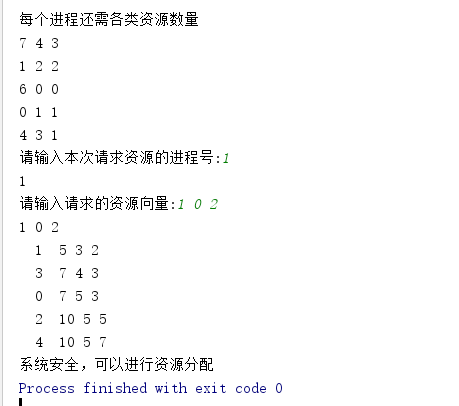 每个进程还需各类资源数量
7 4 3
1 2 2
6 0 0
0 1 1
4 3 1
请输入本次请求资源的进程号:1
1
请输入请求的资源向量:1 0 2
1 0 2
1 5 3 2
3 7 4 3
0 7 5 3
2 10 5 5
4 10 5 7
系统安全，可以进行资源分配
Process finished with exit code 0